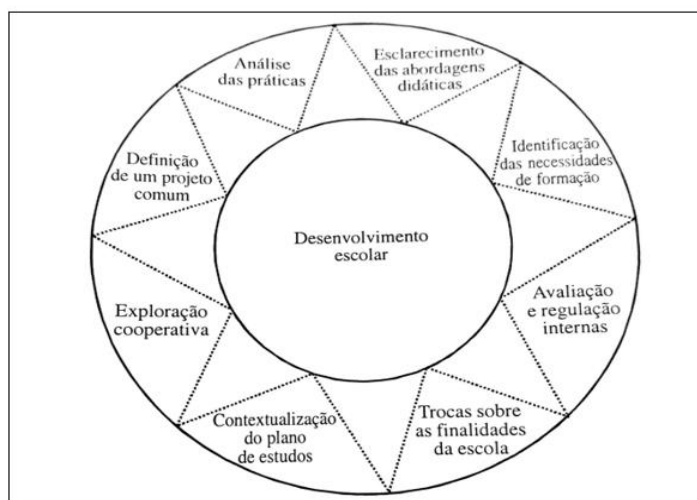 Análise
das práticas
Esclarecimento
das abordagens
didáticas
Identificação
das necessidades
de formação
Avaliação
e regulação
internas
Trocas sobre
as finalidades
da escola
Contextualização
do plano
de estudos
Exploração
cooperativa
Definição
de um projeto
comum
Desenvolvimento
escolar